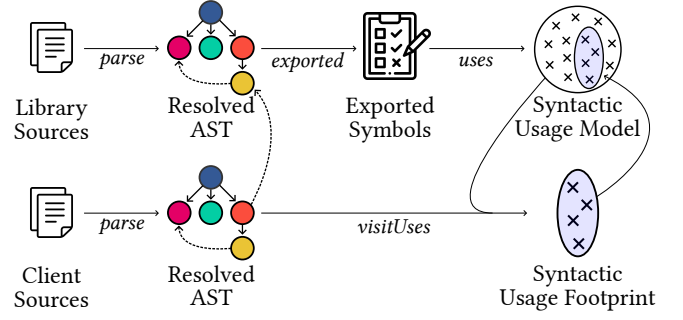 parse
exported
uses
Library
Sources
Resolved
AST
Exported
Symbols
Syntactic
Usage Model
parse
visitUses
Client
Sources
Resolved
AST
Syntactic
Usage Footprint